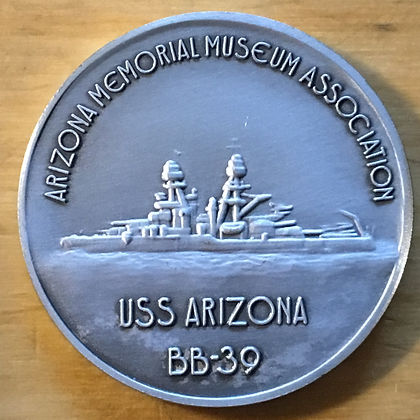 ARIZONA MEMORIAL MUSEUM ASSOCIATION
USS ARIZONA
BB-39